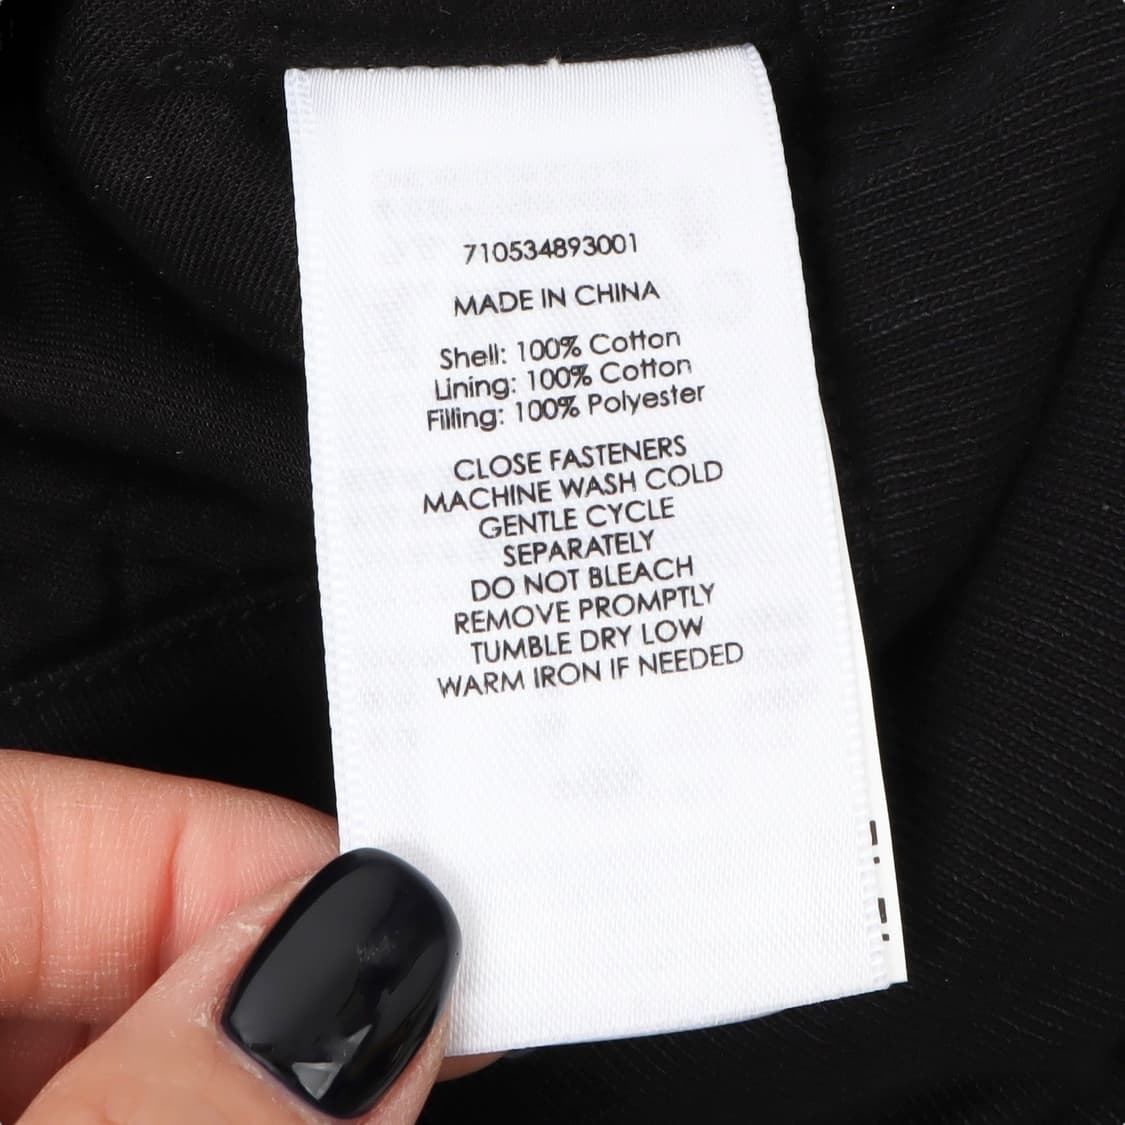 710534893001
MADE IN CHINA
Shell: 100% Cotton
Lining: 100% Cotton
Filling: 100% Polyester
CLOSE FASTENERS
MACHINE WASH COLD
GENTLE CYCLE
SEPARATELY
DO NOT BLEACH
REMOVE PROMPTLY
TUMBLE DRY LOW
WARM IRON IF NEEDED